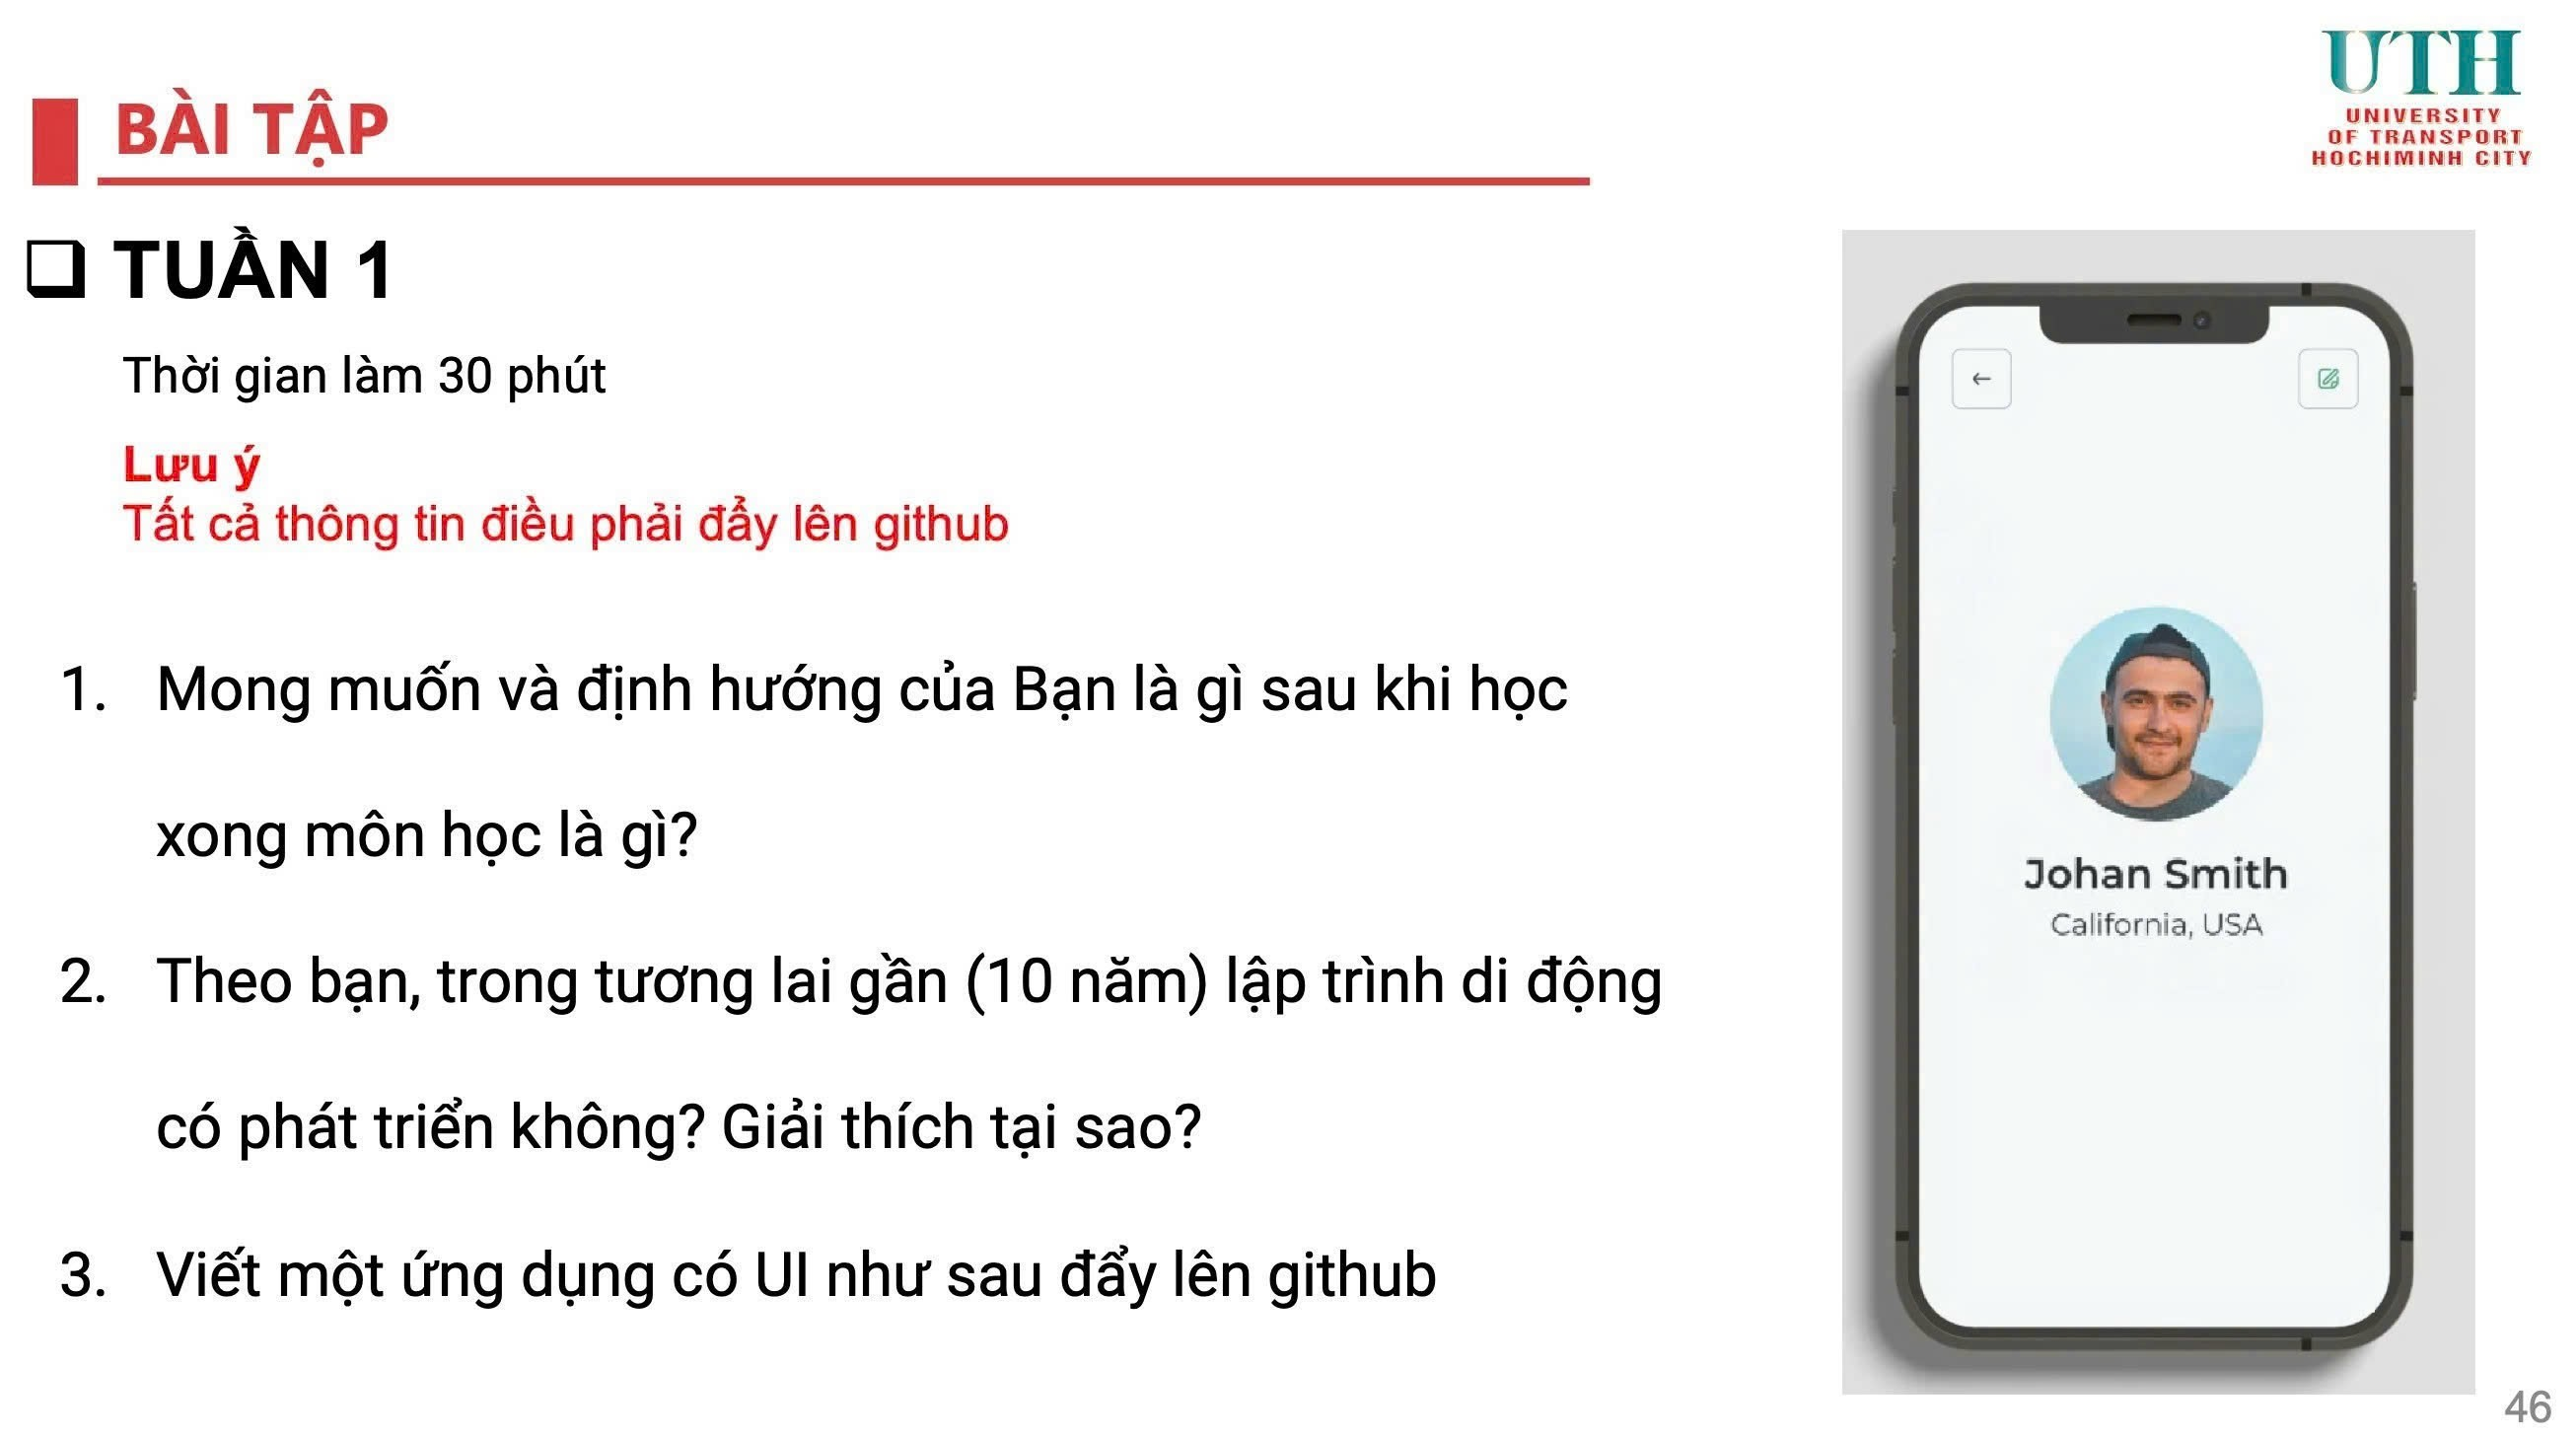 BÀI TẬP
UTH
UNIVERSITY
OF TRANSPORT
HOCHIMINH CITY
TUẦN 1
Thời gian làm 30 phút
Lưu ý
Tất cả thông tin điều phải đẩy lên github
1. Mong muốn và định hướng của Bạn là gì sau khi học
xong môn học là gì?
2. Theo bạn, trong tương lai gần (10 năm) lập trình di động
có phát triển không? Giải thích tại sao?
3. Viết một ứng dụng có UI như sau đẩy lên github
Johan Smith
California, USA
46